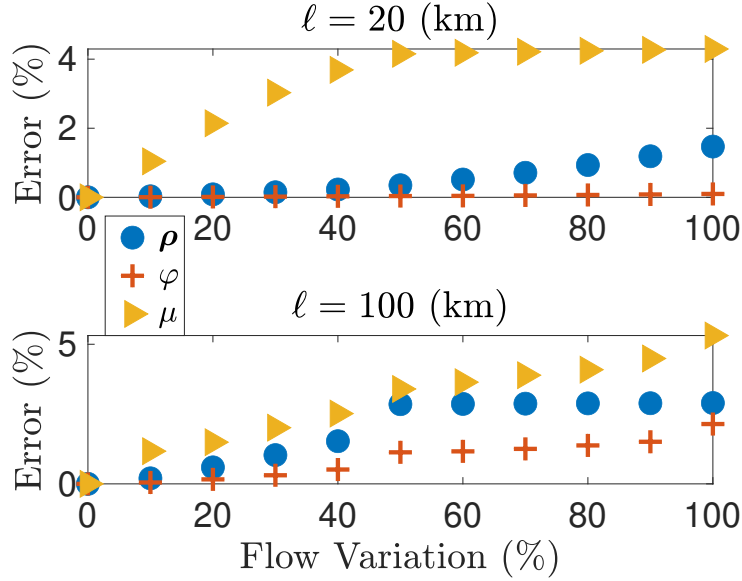 ℓ = 20 (km)
Error (%)
4
2
0
0 20 40 60 80 100
ρ
φ
μ
ℓ = 100 (km)
Error (%)
5
0
0 20 40 60 80 100
Flow Variation (%)